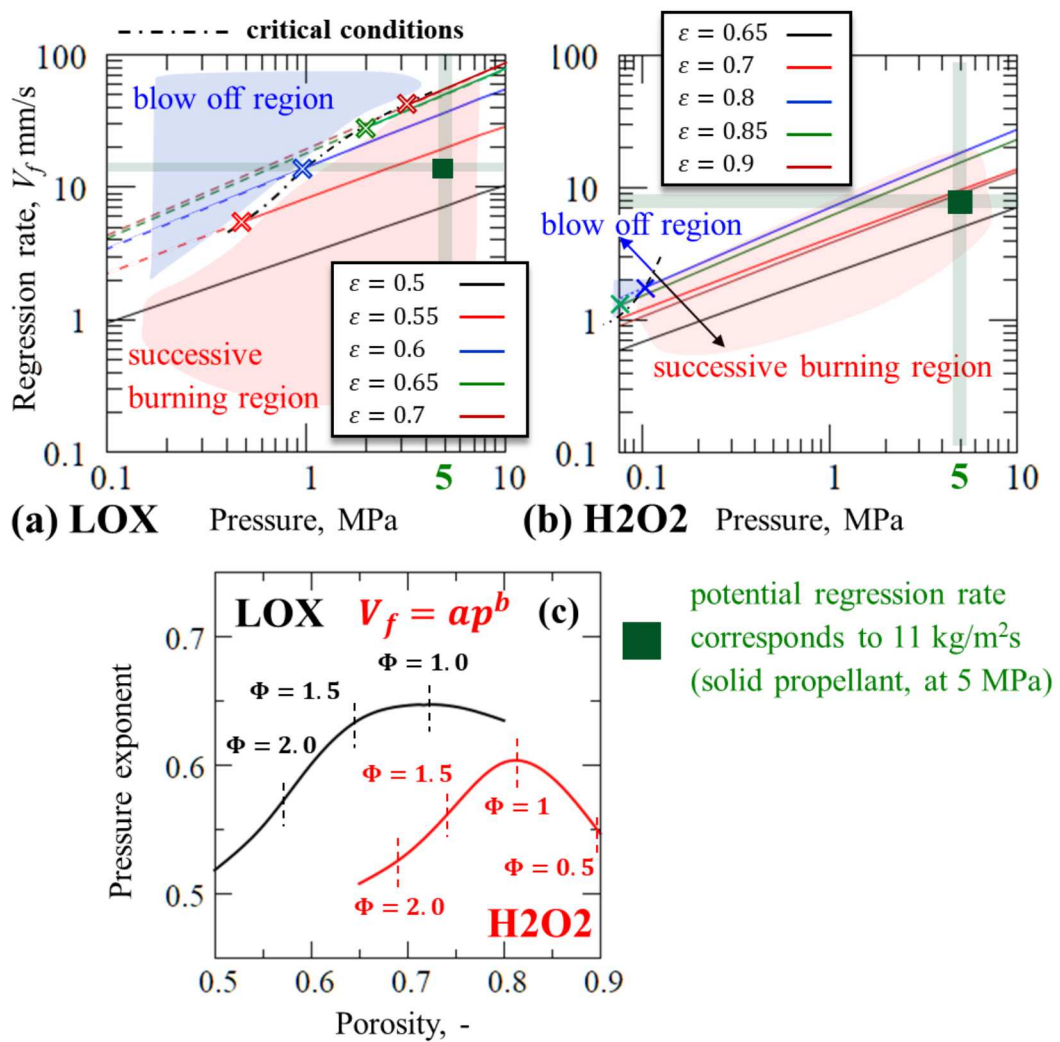 critical conditions
100
10
1
0.1
Regression rate, V_f mm/s
blow off region
successive
burning region
ε = 0.5
ε = 0.55
ε = 0.6
ε = 0.65
ε = 0.7
0.1
1
5
10
(a) LOX
Pressure, MPa
ε = 0.65
ε = 0.7
ε = 0.8
ε = 0.85
ε = 0.9
100
10
1
0.1
blow off region
successive burning region
0.1
1
5
10
(b) H2O2
Pressure, MPa
LOX
V_f = ap^b
(c)
0.7
0.6
0.5
Pressure exponent
Φ = 1.0
Φ = 1.5
Φ = 2.0
Φ = 1.5
Φ = 1
Φ = 0.5
Φ = 2.0
H2O2
0.5
0.6
0.7
0.8
0.9
Porosity, -
potential regression rate
corresponds to 11 kg/m²s
(solid propellant, at 5 MPa)